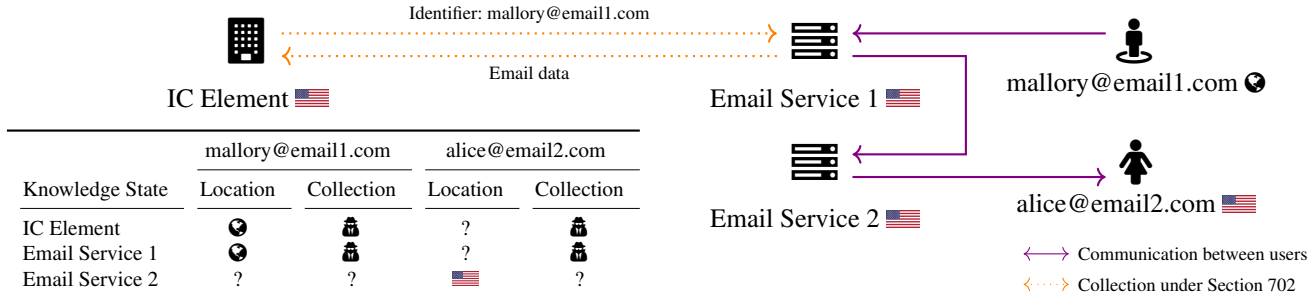 Identifier: mallory@email1.com
Email data
IC Element
Email Service 1
mallory@email1.com
Email Service 2
alice@email2.com
mallory@email1.com alice@email2.com
Knowledge State Location Collection Location Collection
IC Element ?
Email Service 1 ?
Email Service 2 ? ? ?
Communication between users
Collection under Section 702